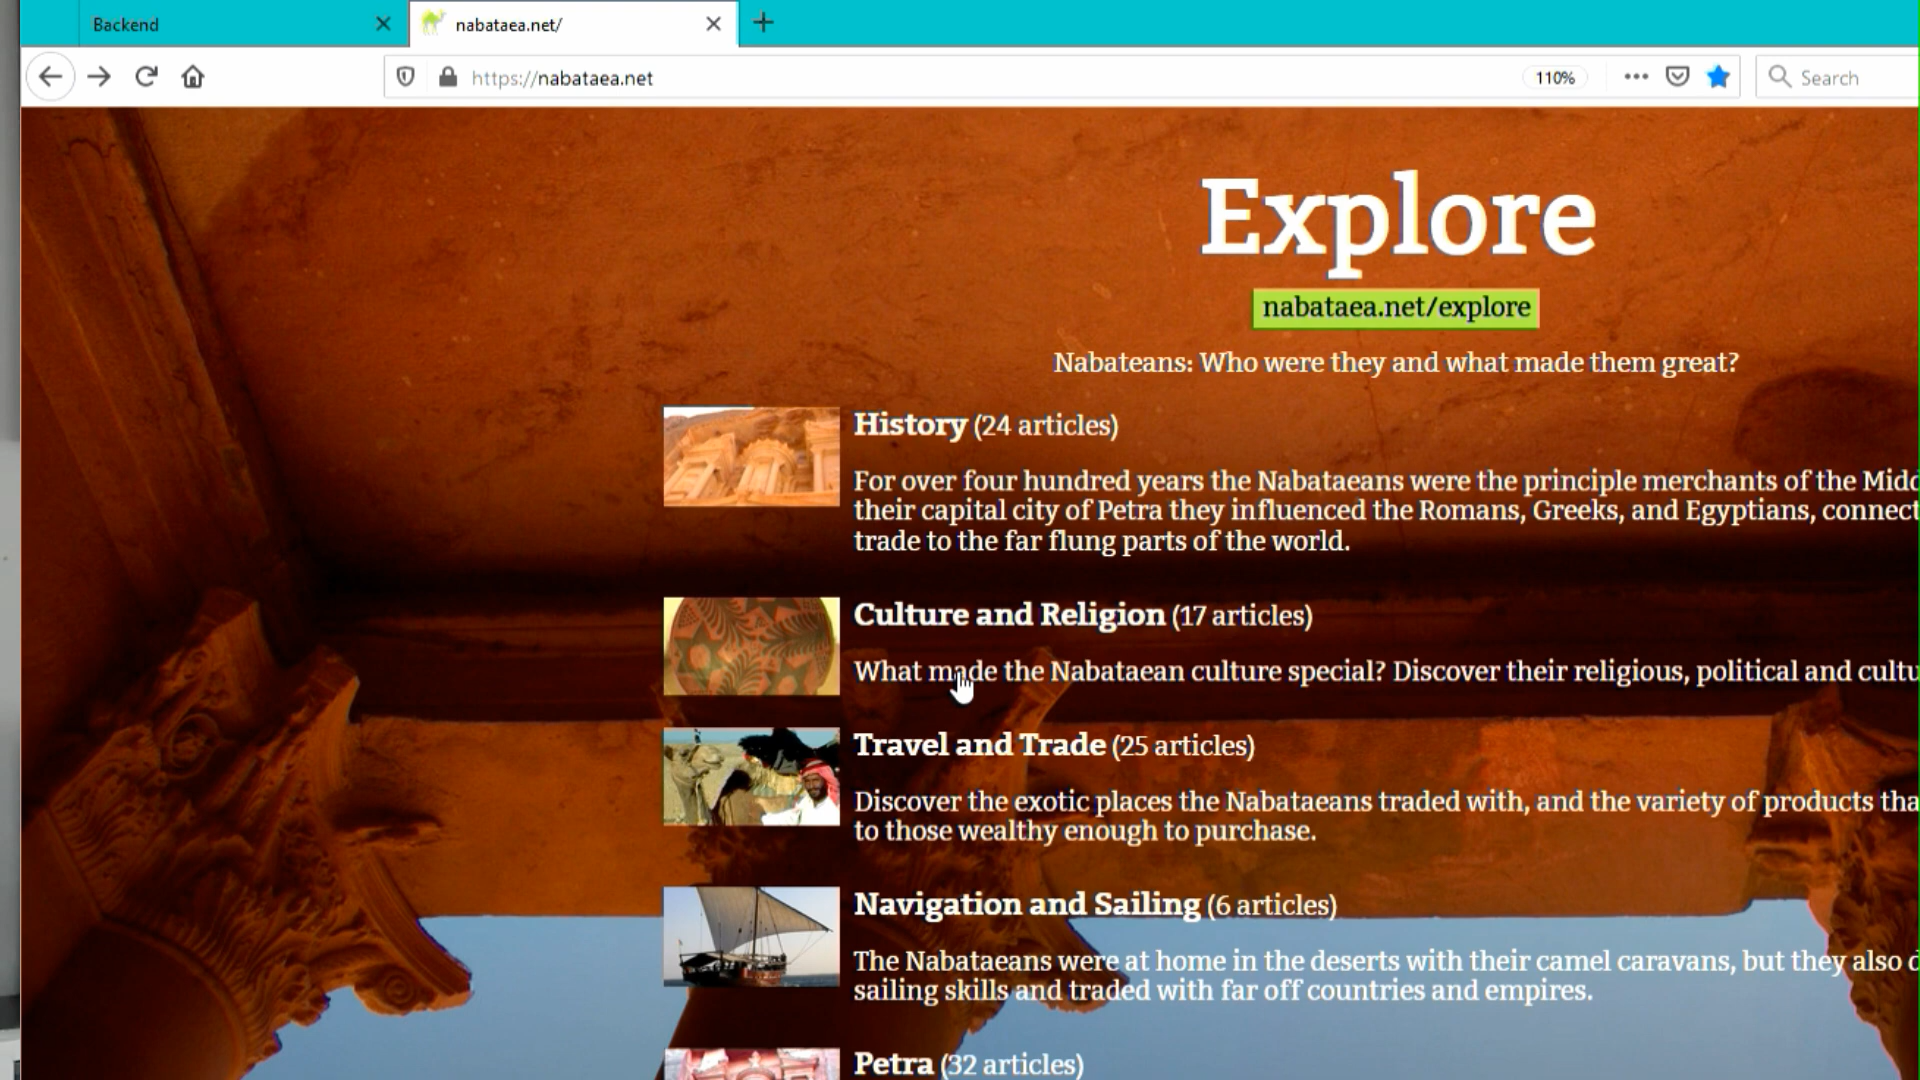 Backend
nabataea.net/
https://nabataea.net
110%
Search
Explore
nabataea.net/explore
Nabateans: Who were they and what made them great?
History (24 articles)
For over four hundred years the Nabataeans were the principle merchants of the
their capital city of Petra they influenced the Romans, Greeks, and Egyptians,
trade to the far flung parts of the world.
Culture and Religion (17 articles)
What made the Nabataean culture special? Discover their religious, political and
Travel and Trade (25 articles)
Discover the exotic places the Nabataeans traded with, and the variety of products
to those wealthy enough to purchase.
Navigation and Sailing (6 articles)
The Nabataeans were at home in the deserts with their camel caravans, but they also
sailing skills and traded with far off countries and empires.
Petra (32 articles)